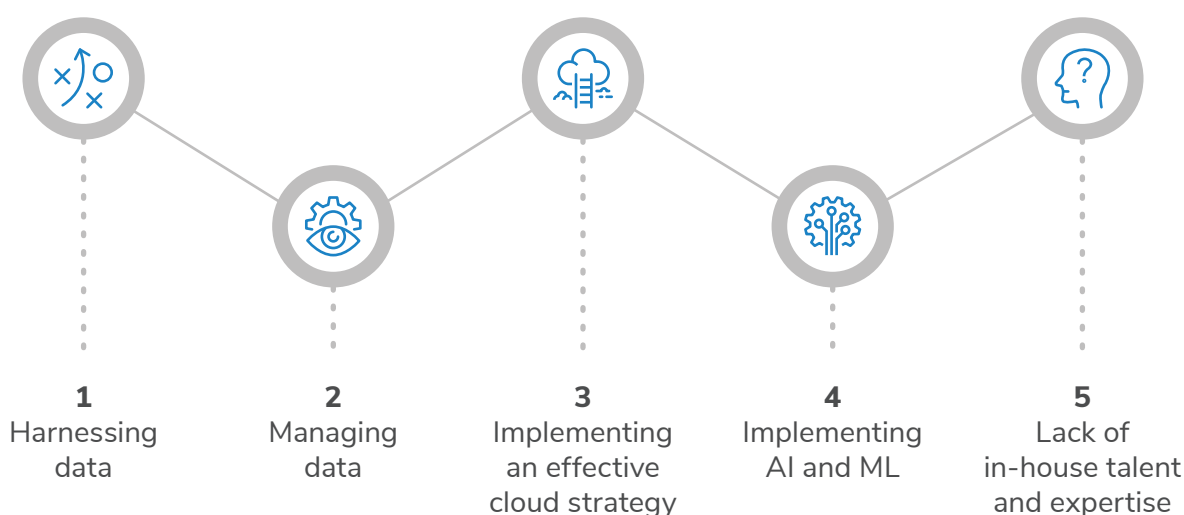 1
Harnessing
data
2
Managing
data
3
Implementing
an effective
cloud strategy
4
Implementing
AI and ML
5
Lack of
in-house talent
and expertise
?